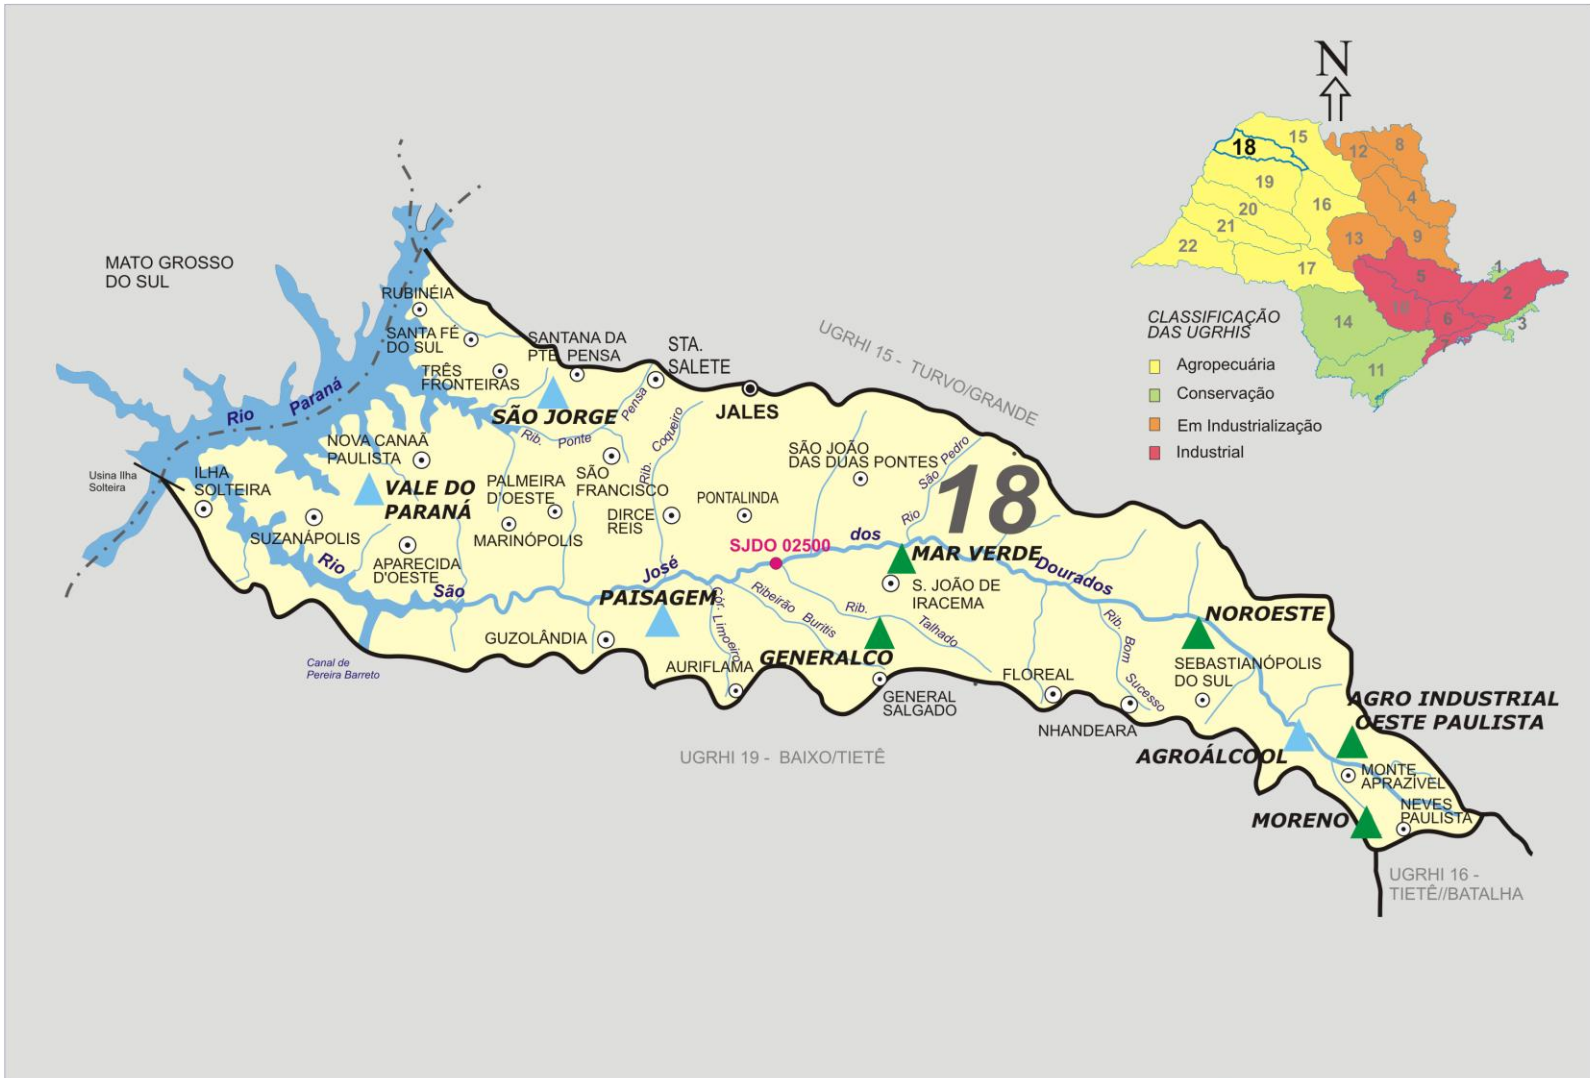 N
15
12
8
18
19
4
16
20
21
9
13
22
17
5
1
2
10
6
3
14
7
11
CLASSIFICAÇÃO
DAS UGRHIS
Agropecuária
Conservação
Em Industrialização
Industrial
MATO GROSSO
DO SUL
RUBINÉIA
SANTA FÉ
DO SUL
TRÊS
FRONTEIRAS
SANTANA DA
PTE. PENSA
STA.
SALETE
JALES
UGRHI 15 - TURVO/GRANDE
Rio Paraná
SÃO JORGE
Rib. Ponte Pensa
Rib. Coqueiro
Usina Ilha
Solteira
ILHA
SOLTEIRA
NOVA CANAÃ
PAULISTA
VALE DO
PARANÁ
PALMEIRA
D'OESTE
SÃO
FRANCISCO
DIRCE
REIS
PONTALINDA
SÃO JOÃO
DAS DUAS PONTES
Rio São Pedro
18
SUZANÁPOLIS
APARECIDA
D'OESTE
MARINÓPOLIS
SJDO 02500
Rio São José dos Dourados
MAR VERDE
S. JOÃO DE
IRACEMA
PAISAGEM
GUZOLÂNDIA
Cór. Limoeiro
Ribeirão Buritis
Rib. Talhado
GENERALCO
AURIFLAMA
GENERAL
SALGADO
FLOREAL
Rib. Bom Sucesso
NHANDEARA
NOROESTE
SEBASTIANÓPOLIS
DO SUL
Canal de
Pereira Barreto
AGRO INDUSTRIAL
OESTE PAULISTA
AGROÁLCOOL
MONTE
APRAZÍVEL
MORENO
NEVES
PAULISTA
UGRHI 19 - BAIXO/TIETÊ
UGRHI 16 -
TIETÊ//BATALHA